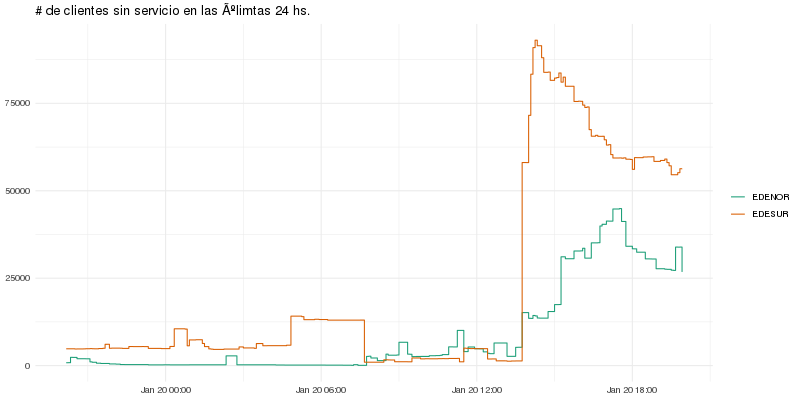 # de clientes sin servicio en las Ãºlimtas 24 hs.
75000
50000
25000
0
Jan 20 00:00
Jan 20 06:00
Jan 20 12:00
Jan 20 18:00
EDENOR
EDESUR